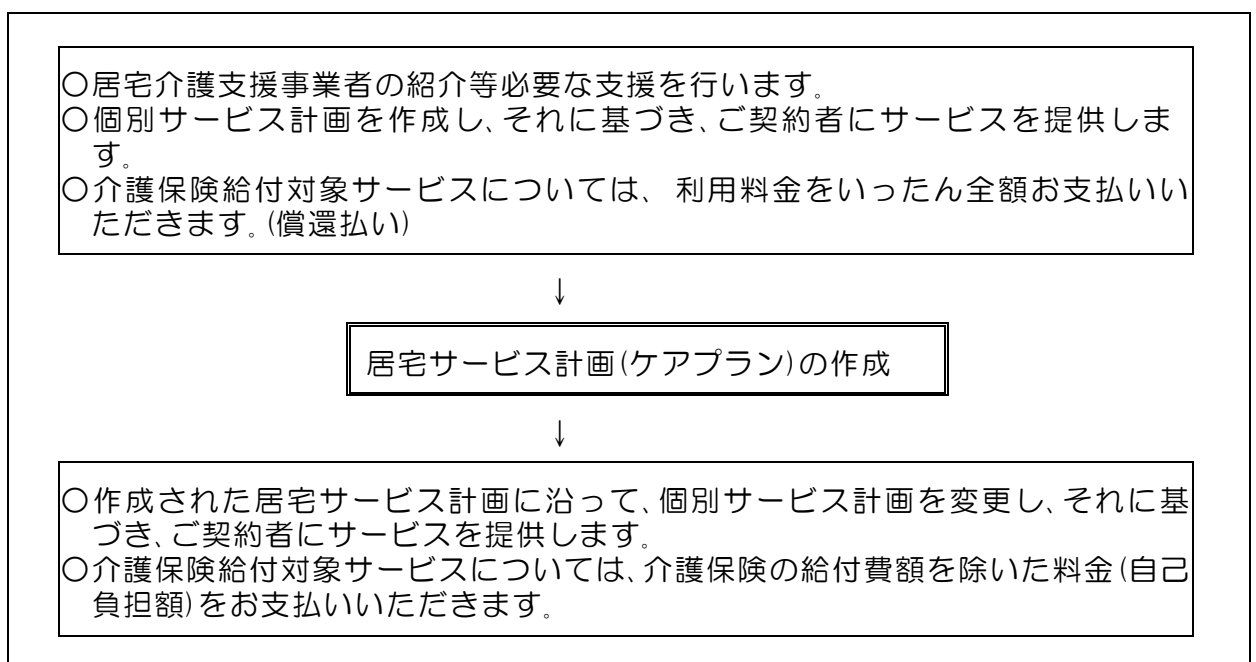 ○居宅介護支援事業者の紹介等必要な支援を行います。
○個別サービス計画を作成し、それに基づき、ご契約者にサービスを提供しま
す。
○介護保険給付対象サービスについては、利用料金をいったん全額お支払いい
ただきます。(償還払い)
↓
居宅サービス計画(ケアプラン)の作成
↓
○作成された居宅サービス計画に沿って、個別サービス計画を変更し、それに基
づき、ご契約者にサービスを提供します。
○介護保険給付対象サービスについては、介護保険の給付費額を除いた料金(自己
負担額)をお支払いいただきます。